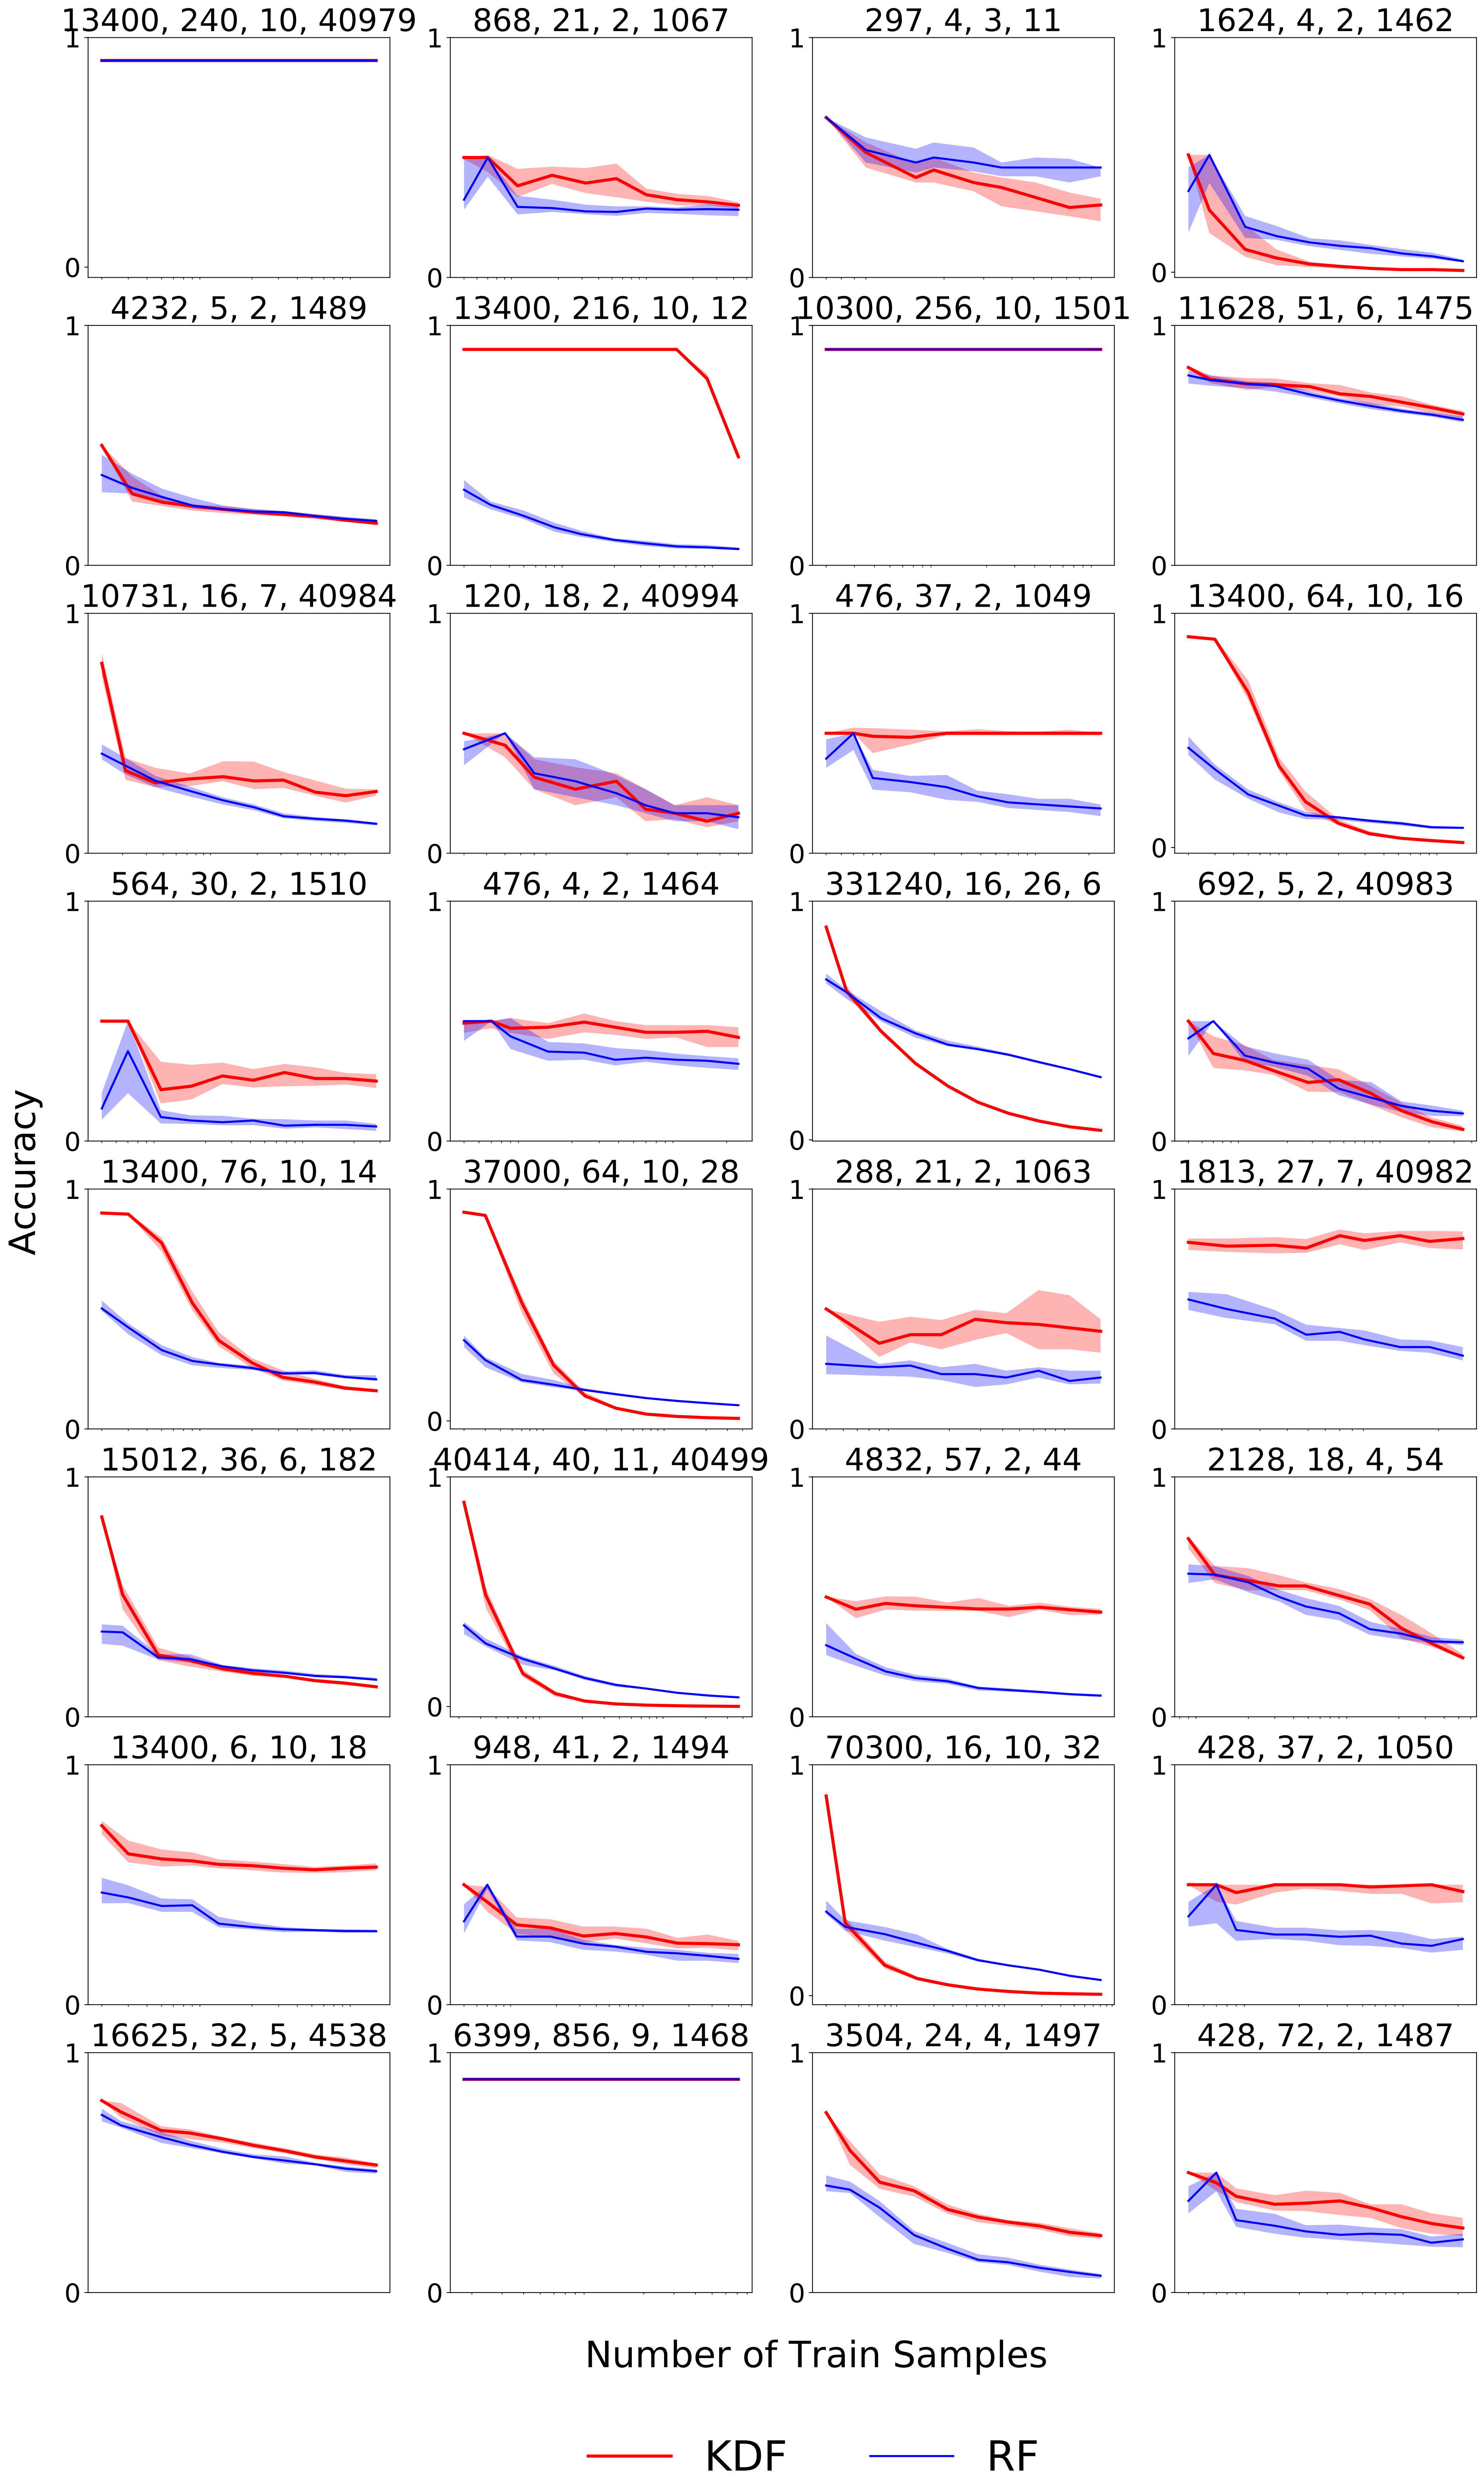 13400, 240, 10, 40979
868, 21, 2, 1067
297, 4, 3, 11
1624, 4, 2, 1462
1
0
1
0
1
0
1
0
4232, 5, 2, 1489
13400, 216, 10, 12
10300, 256, 10, 1501
11628, 51, 6, 1475
1
0
1
0
1
0
1
0
10731, 16, 7, 40984
120, 18, 2, 40994
476, 37, 2, 1049
13400, 64, 10, 16
1
0
1
0
1
0
1
0
564, 30, 2, 1510
476, 4, 2, 1464
331240, 16, 26, 6
692, 5, 2, 40983
1
0
1
0
1
0
1
0
Accuracy
13400, 76, 10, 14
37000, 64, 10, 28
288, 21, 2, 1063
1813, 27, 7, 40982
1
0
1
0
1
0
1
0
15012, 36, 6, 182
40414, 40, 11, 40499
4832, 57, 2, 44
2128, 18, 4, 54
1
0
1
0
1
0
1
0
13400, 6, 10, 18
948, 41, 2, 1494
70300, 16, 10, 32
428, 37, 2, 1050
1
0
1
0
1
0
1
0
16625, 32, 5, 4538
6399, 856, 9, 1468
3504, 24, 4, 1497
428, 72, 2, 1487
1
0
1
0
1
0
1
0
Number of Train Samples
KDF
RF